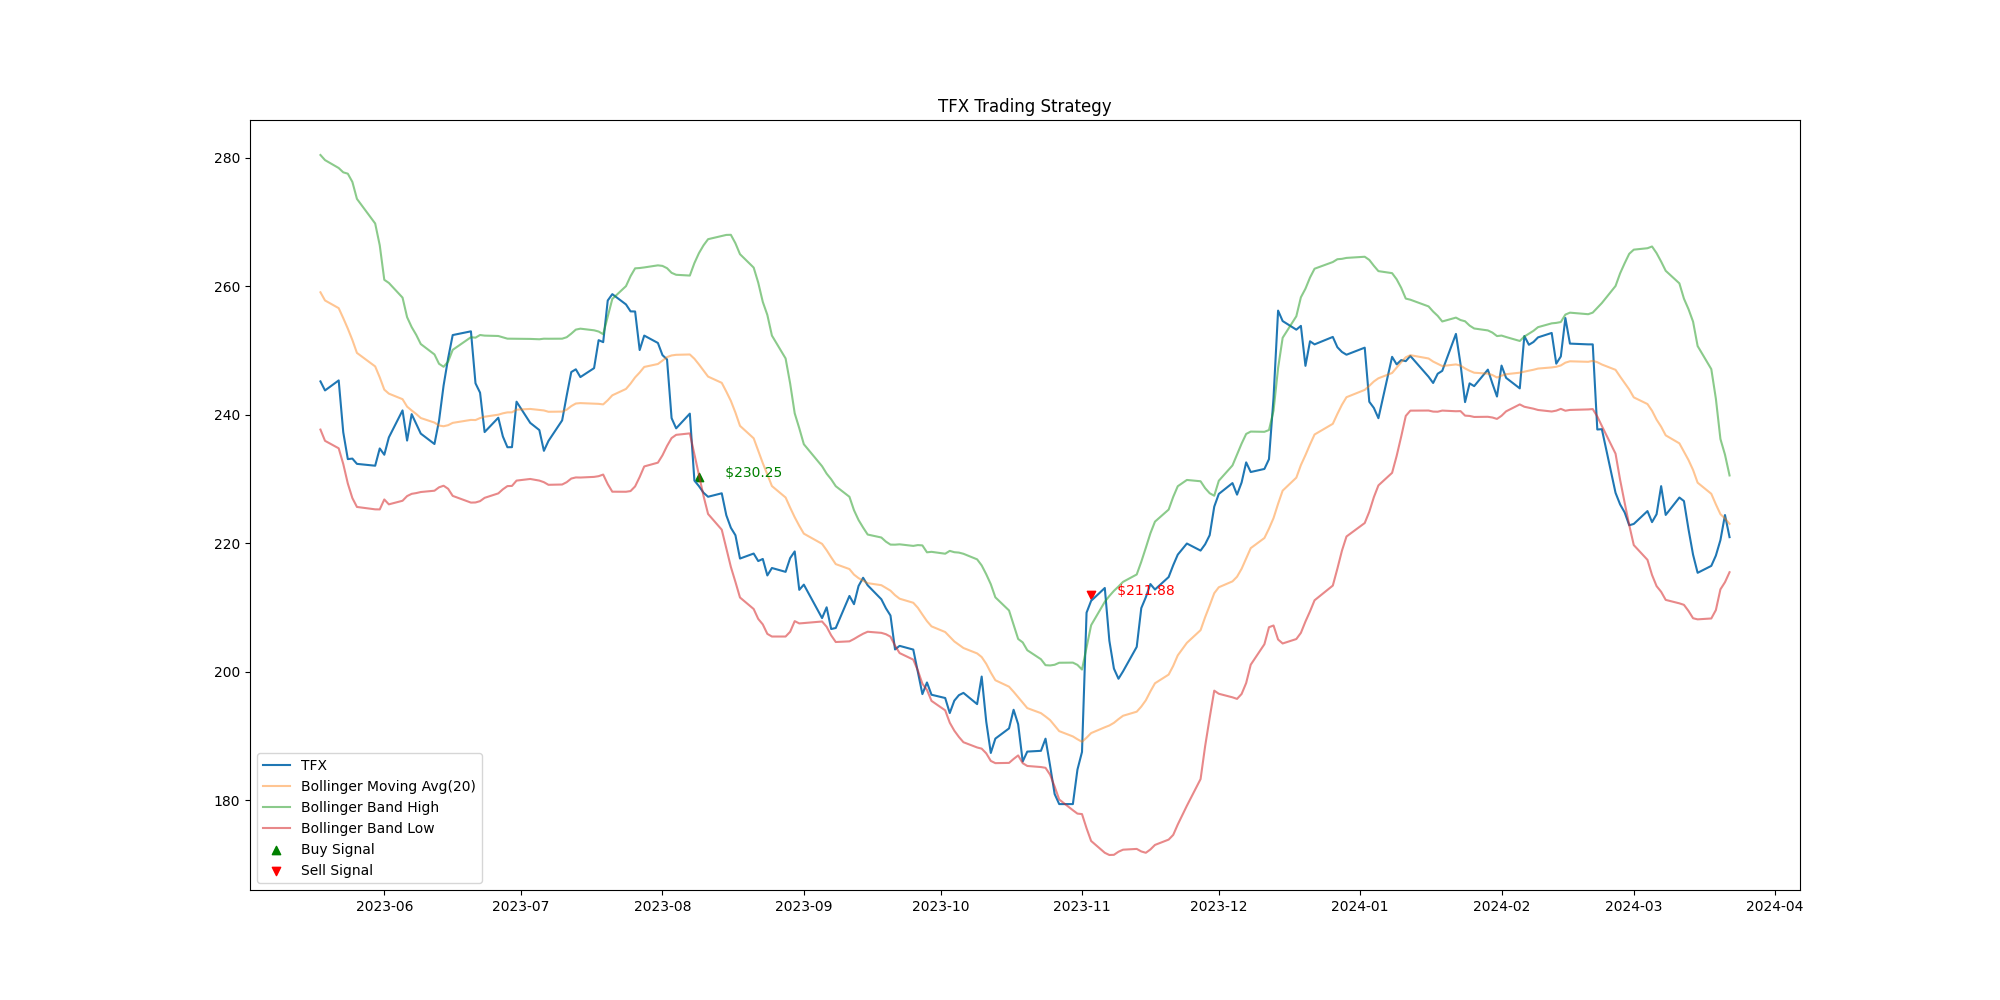 TFX Trading Strategy
280
260
240
220
200
180
$230.25
$211.88
TFX
Bollinger Moving Avg(20)
Bollinger Band High
Bollinger Band Low
Buy Signal
Sell Signal
2023-06
2023-07
2023-08
2023-09
2023-10
2023-11
2023-12
2024-01
2024-02
2024-03
2024-04